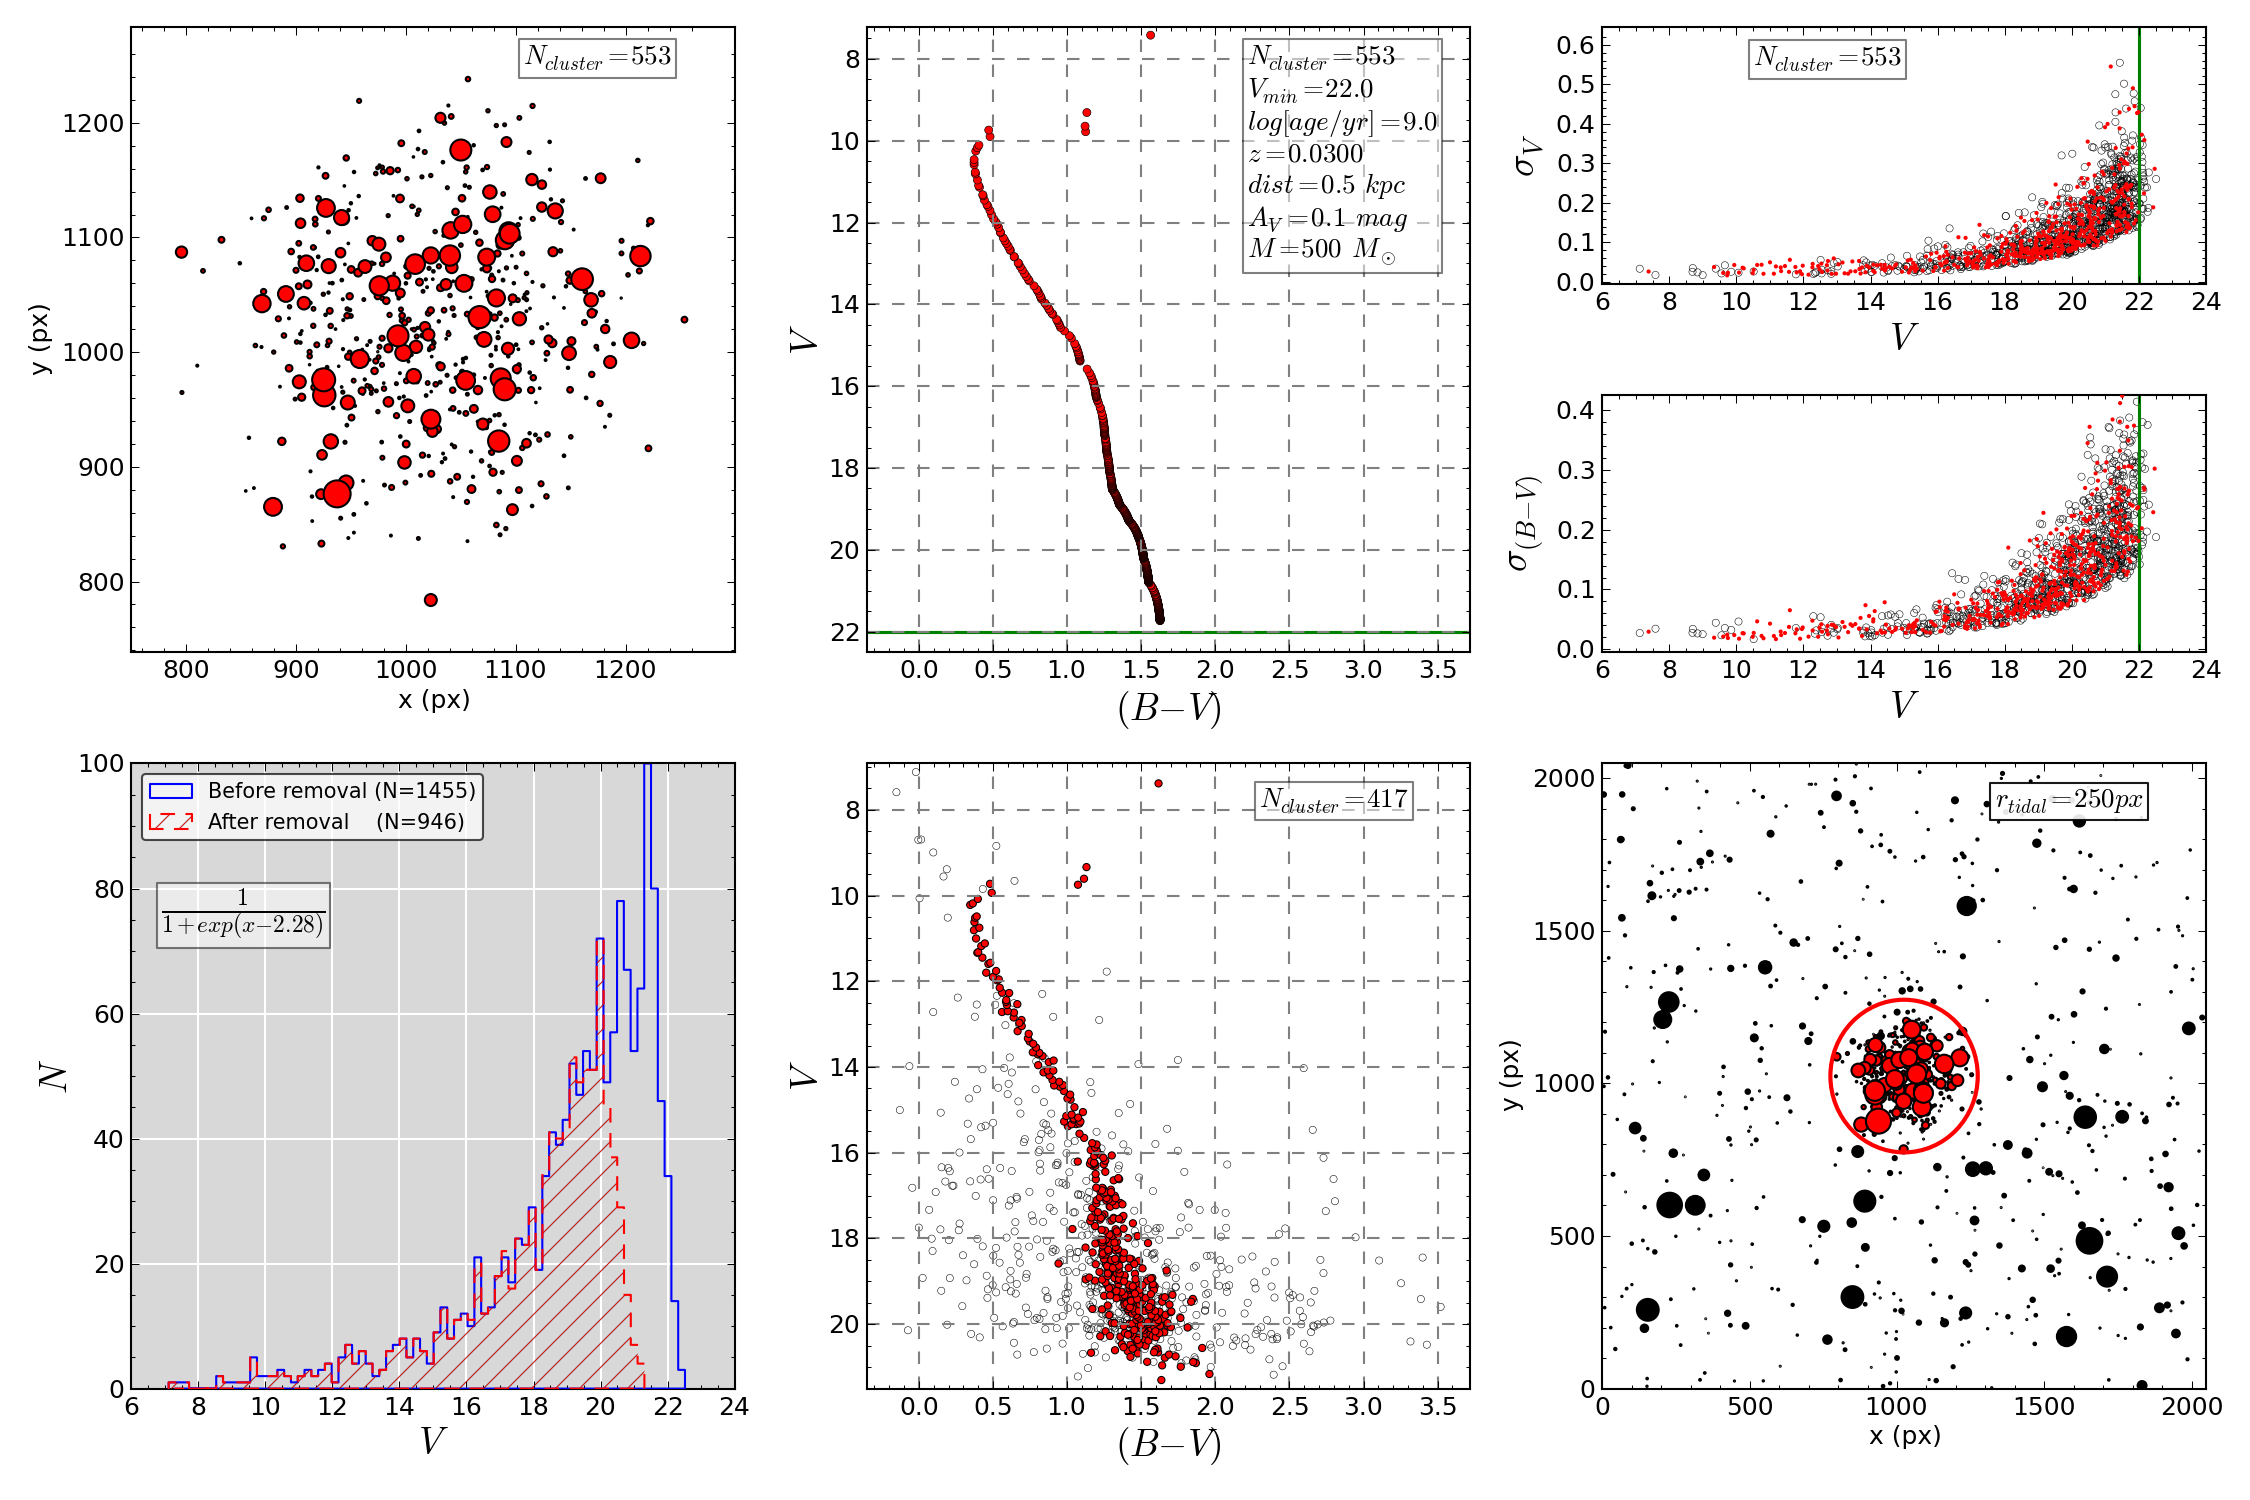 N_cluster=553
1200
1100
1000
900
800
y (px)
800 900 1000 1100 1200
x (px)
N_cluster=553
V_min=22.0
log[age/yr]=9.0
z=0.0300
dist=0.5 kpc
A_V=0.1 mag
M=500 M_⊙
8
10
12
14
16
18
20
22
V
0.0 0.5 1.0 1.5 2.0 2.5 3.0 3.5
(B−V)
N_cluster=553
0.6
0.5
0.4
0.3
0.2
0.1
0.0
σ_V
6 8 10 12 14 16 18 20 22 24
V
0.4
0.3
0.2
0.1
0.0
σ_(B−V)
6 8 10 12 14 16 18 20 22 24
V
Before removal (N=1455)
After removal (N=946)
1
1+exp(x−2.28)
100
80
60
40
20
0
N
6 8 10 12 14 16 18 20 22 24
V
N_cluster=417
8
10
12
14
16
18
20
V
0.0 0.5 1.0 1.5 2.0 2.5 3.0 3.5
(B−V)
r_tidal=250px
2000
1500
1000
500
0
y (px)
0 500 1000 1500 2000
x (px)